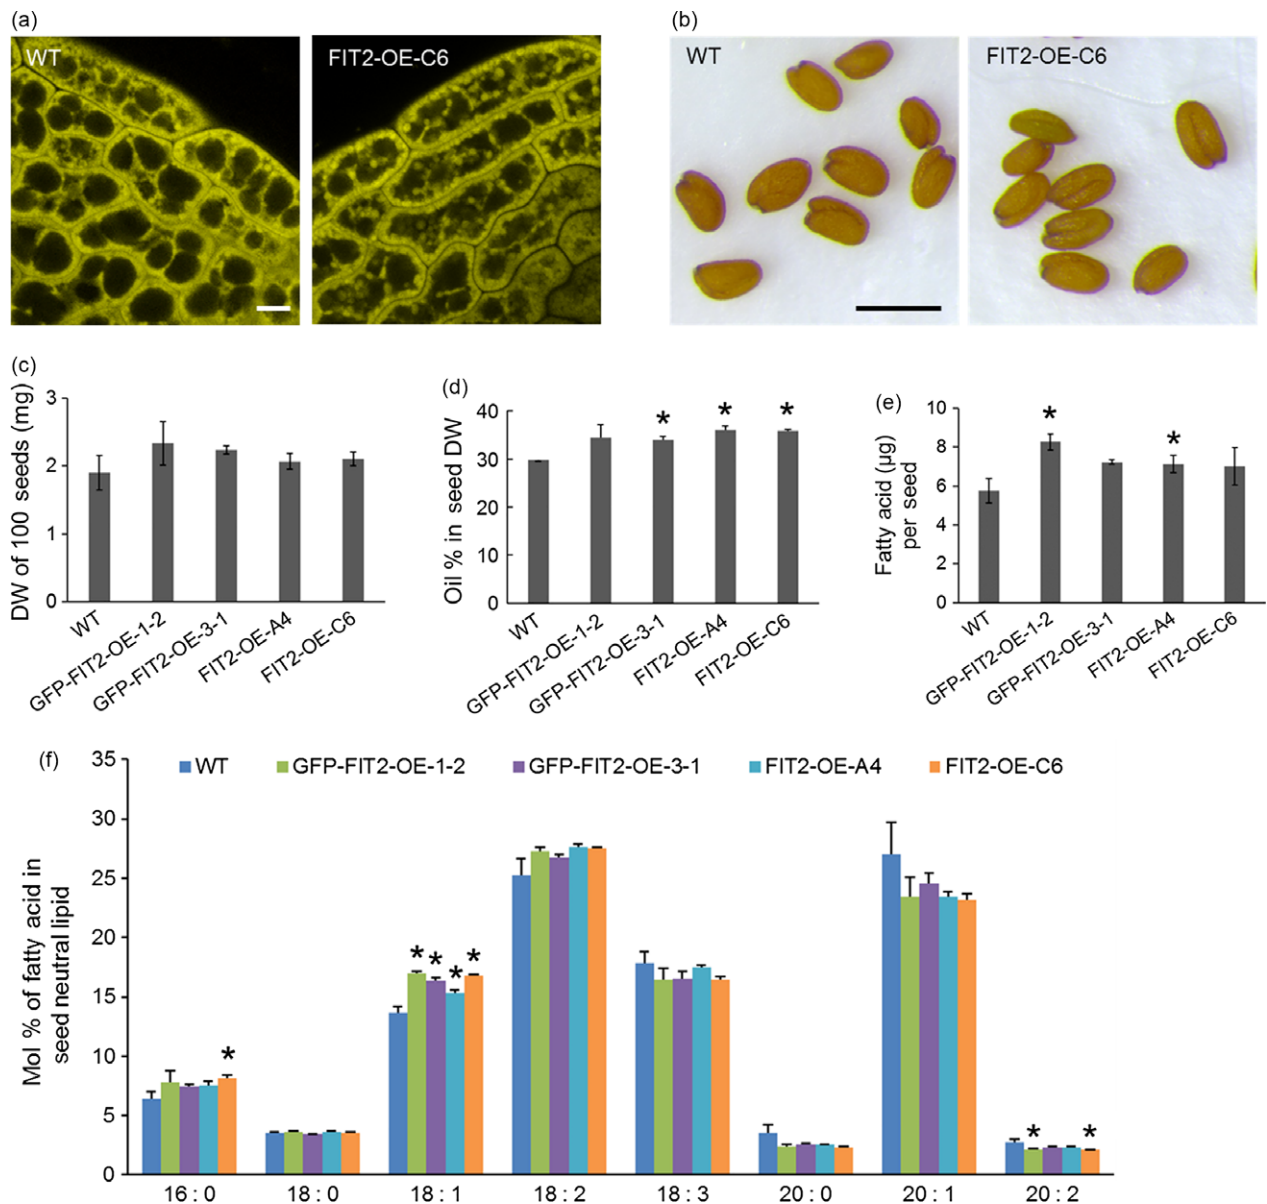 (a)
(b)
WT
FIT2-OE-C6
WT
FIT2-OE-C6
(c)
DW of 100 seeds (mg)
3
2
1
0
WT
GFP-FIT2-OE-1-2
GFP-FIT2-OE-3-1
FIT2-OE-A4
FIT2-OE-C6
(d)
Oil % in seed DW
40
30
20
10
0
*
*
*
WT
GFP-FIT2-OE-1-2
GFP-FIT2-OE-3-1
FIT2-OE-A4
FIT2-OE-C6
(e)
Fatty acid (µg)
per seed
10
8
6
4
2
0
*
*
WT
GFP-FIT2-OE-1-2
GFP-FIT2-OE-3-1
FIT2-OE-A4
FIT2-OE-C6
(f)
WT
GFP-FIT2-OE-1-2
GFP-FIT2-OE-3-1
FIT2-OE-A4
FIT2-OE-C6
Mol % of fatty acid in
seed neutral lipid
35
30
25
20
15
10
5
0
*
* * * *
* *
16 : 0
18 : 0
18 : 1
18 : 2
18 : 3
20 : 0
20 : 1
20 : 2